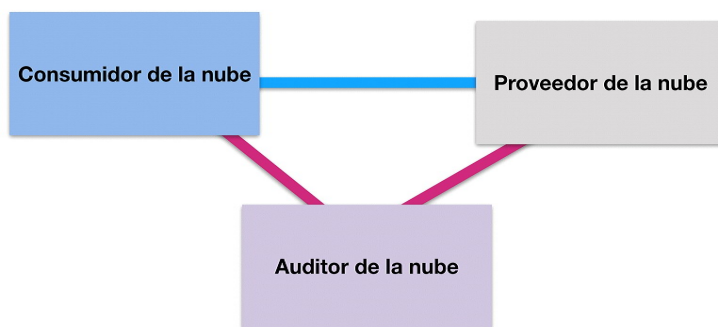 Consumidor de la nube
Proveedor de la nube
Auditor de la nube